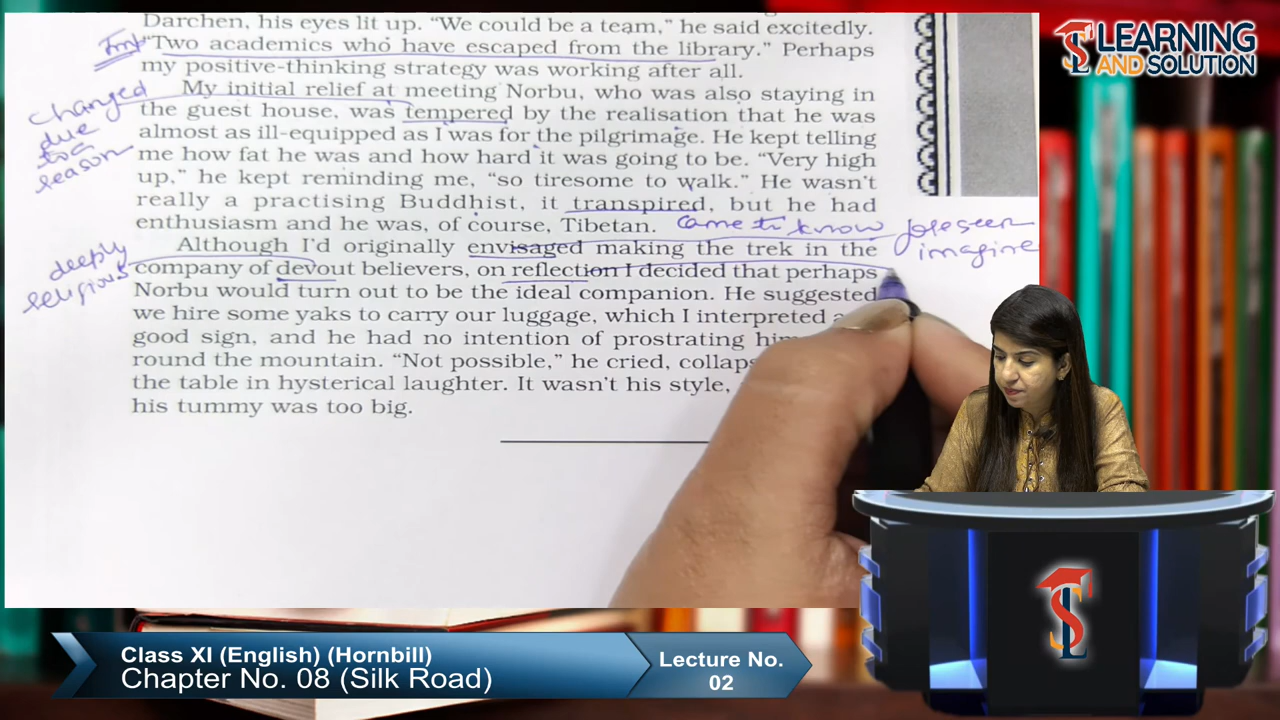 Darchen, his eyes lit up. “We could be a team,” he said excitedly.
“Two academics who have escaped from the library.” Perhaps
my positive-thinking strategy was working after all.
My initial relief at meeting Norbu, who was also staying in
the guest house, was tempered by the realisation that he was
almost as ill-equipped as I was for the pilgrimage. He kept telling
me how fat he was and how hard it was going to be. “Very high
up,” he kept reminding me, “so tiresome to walk.” He wasn’t
really a practising Buddhist, it transpired, but he had
enthusiasm and he was, of course, Tibetan.
Although I’d originally envisaged making the trek in the
company of devout believers, on reflection I decided that perhaps
Norbu would turn out to be the ideal companion. He suggested
we hire some yaks to carry our luggage, which I interpreted
good sign, and he had no intention of prostrating
round the mountain. “Not possible,” he cried,
the table in hysterical laughter. It wasn’t his style,
his tummy was too big.
Imp
changed
due
to a
reason
came to know
foreseen
imagine
deeply
religious
LEARNING
AND SOLUTION
Class XI (English) (Hornbill)
Chapter No. 08 (Silk Road)
Lecture No.
02